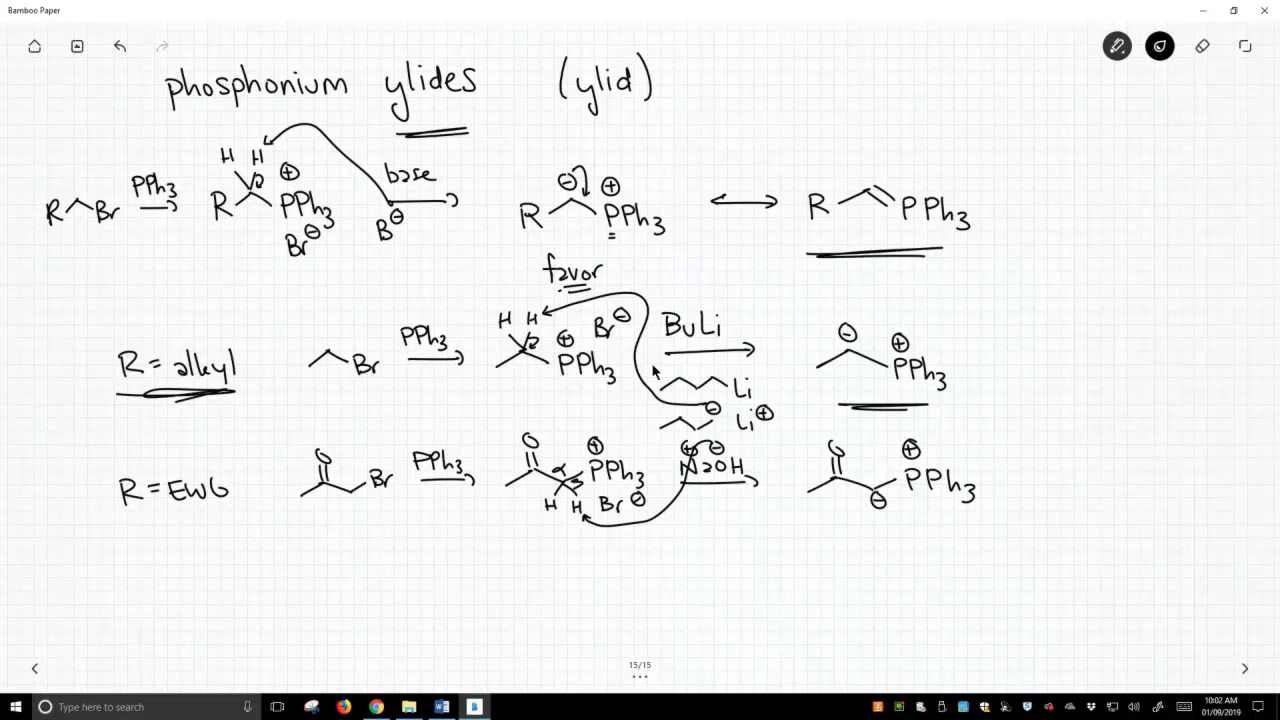 Bamboo Paper
phosphonium ylides (ylid)
R Br PPh3 H H R ⊕ PPh3 Br⊖ base B⊖ R ⊖ ⊕ PPh3 ↔ R PPh3
favor
R = alkyl Br PPh3 H H ⊕ PPh3 Br⊖ BuLi ⊖ ⊕ PPh3
Li
⊖ Li⊕
R = EWG O Br PPh3 O α ⊕ PPh3 H H Br⊖ ⊕ ⊖ NaOH O ⊖ ⊕ PPh3
15/15
Type here to search
10:02 AM
01/09/2019